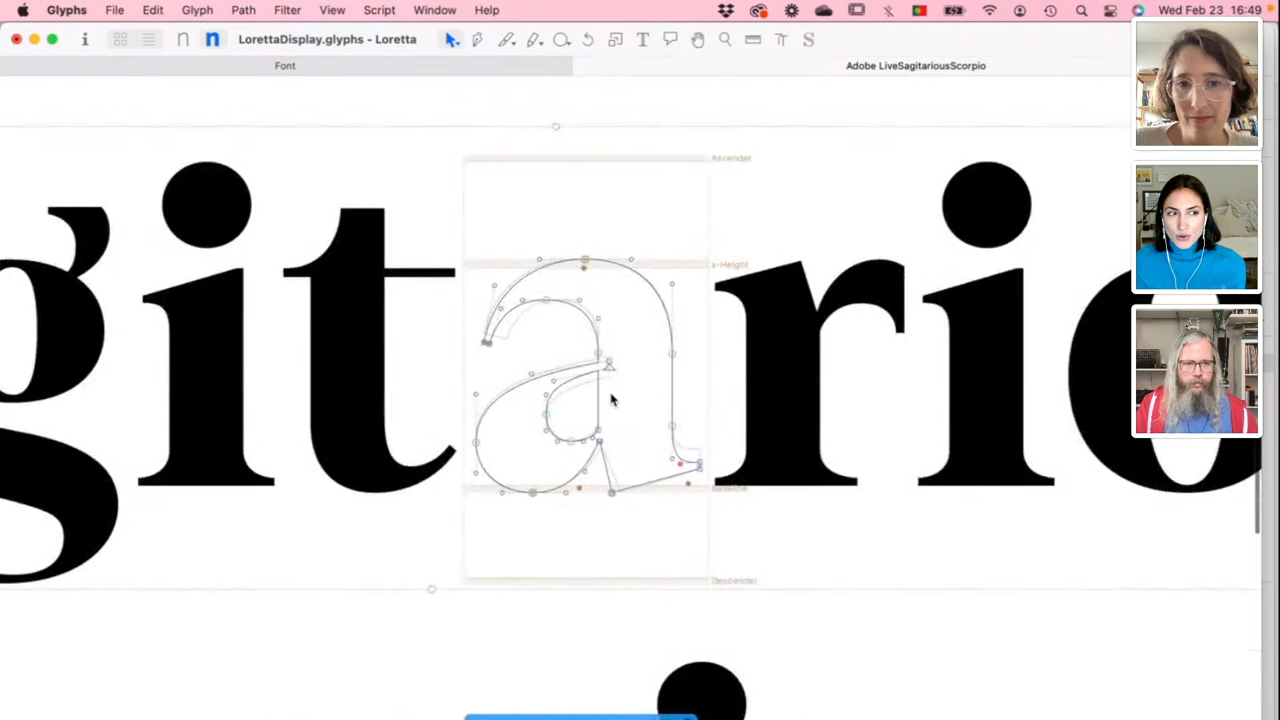 Glyphs File Edit Glyph Path Filter View Script Window Help Wed Feb 23 16:49
LorettaDisplay.glyphs - Loretta
Font Adobe LiveSagitariousScorpio
Ascender
x-Height
gitario
Baseline
Descender